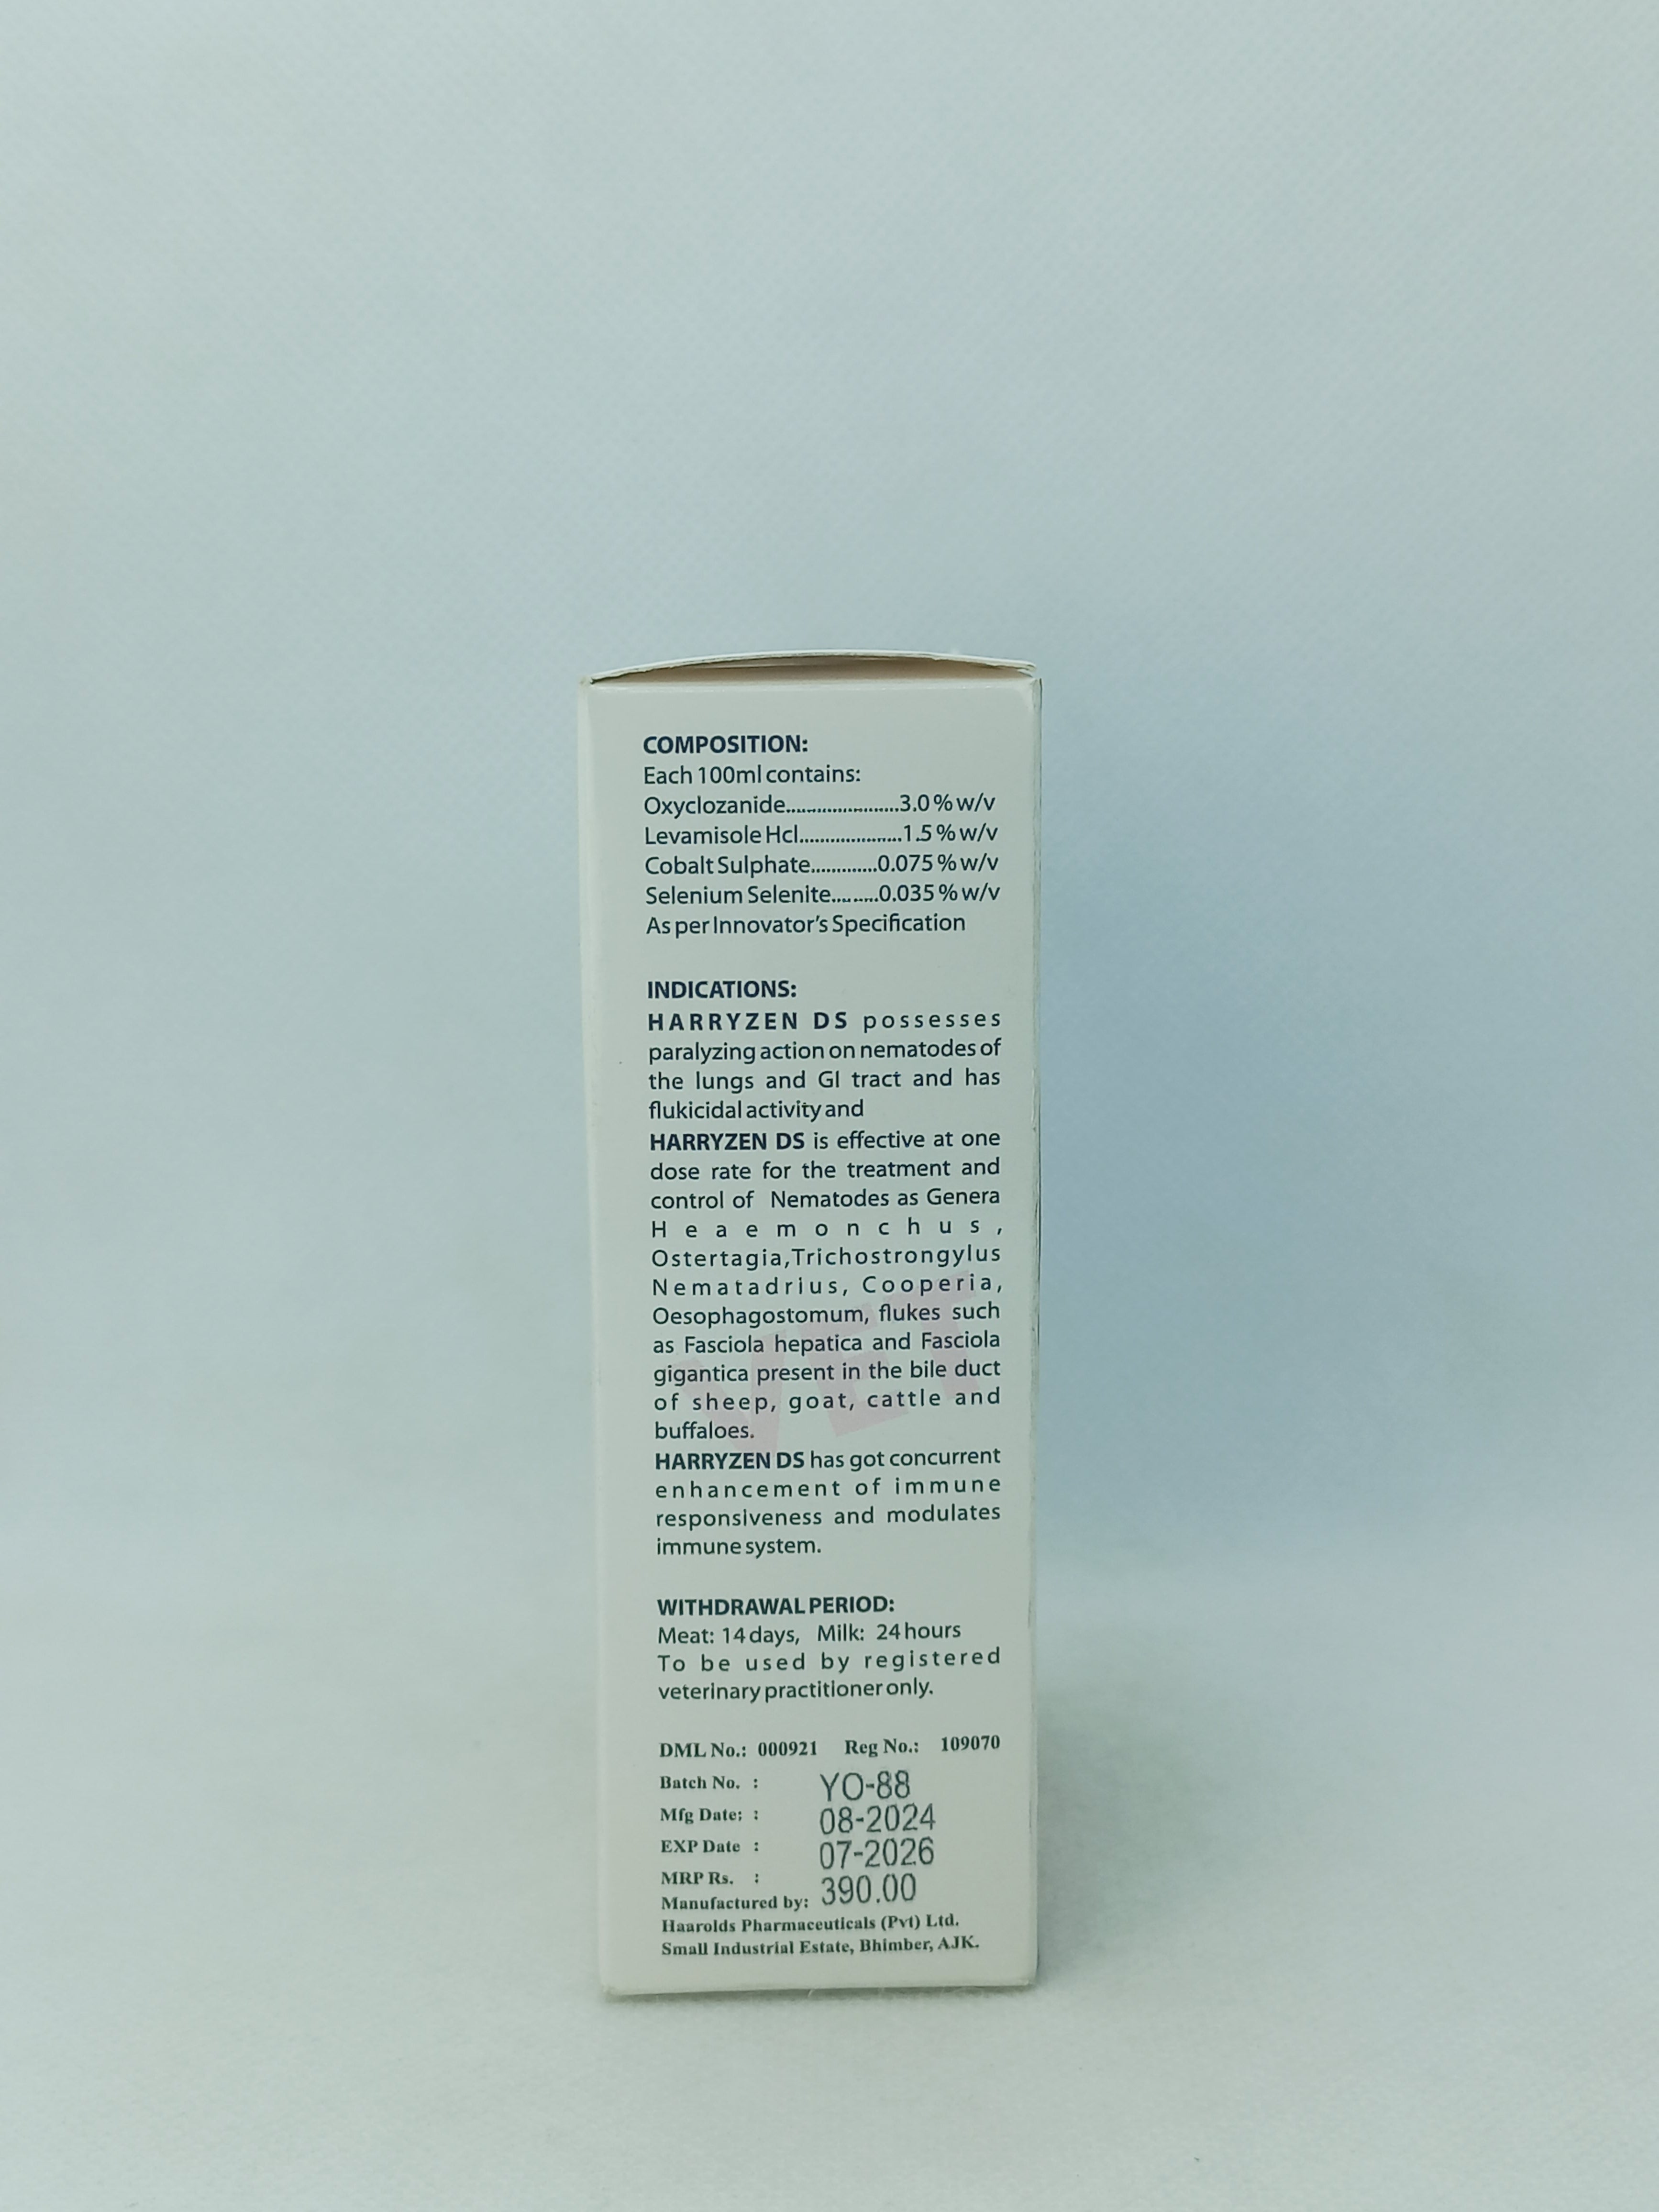 COMPOSITION:
Each 100ml contains:
Oxyclozanide.....................3.0 % w/v
Levamisole Hcl...................1.5 % w/v
Cobalt Sulphate............0.075 % w/v
Selenium Selenite.........0.035 % w/v
As per Innovator's Specification
INDICATIONS:
HARRYZEN DS possesses
paralyzing action on nematodes of
the lungs and GI tract and has
flukicidal activity and
HARRYZEN DS is effective at one
dose rate for the treatment and
control of Nematodes as Genera
Heaemonchus,
Ostertagia,Trichostrongylus
Nematadrius, Cooperia,
Oesophagostomum, flukes such
as Fasciola hepatica and Fasciola
gigantica present in the bile duct
of sheep, goat, cattle and
buffaloes.
VET
HARRYZEN DS has got concurrent
enhancement of immune
responsiveness and modulates
immune system.
WITHDRAWAL PERIOD:
Meat: 14 days, Milk: 24 hours
To be used by registered
veterinary practitioner only.
DML No.: 000921 Reg No.: 109070
Batch No. : YO-88
Mfg Date: : 08-2024
EXP Date : 07-2026
MRP Rs. : 390.00
Manufactured by:
Haarolds Pharmaceuticals (Pvt) Ltd.
Small Industrial Estate, Bhimber, AJK.